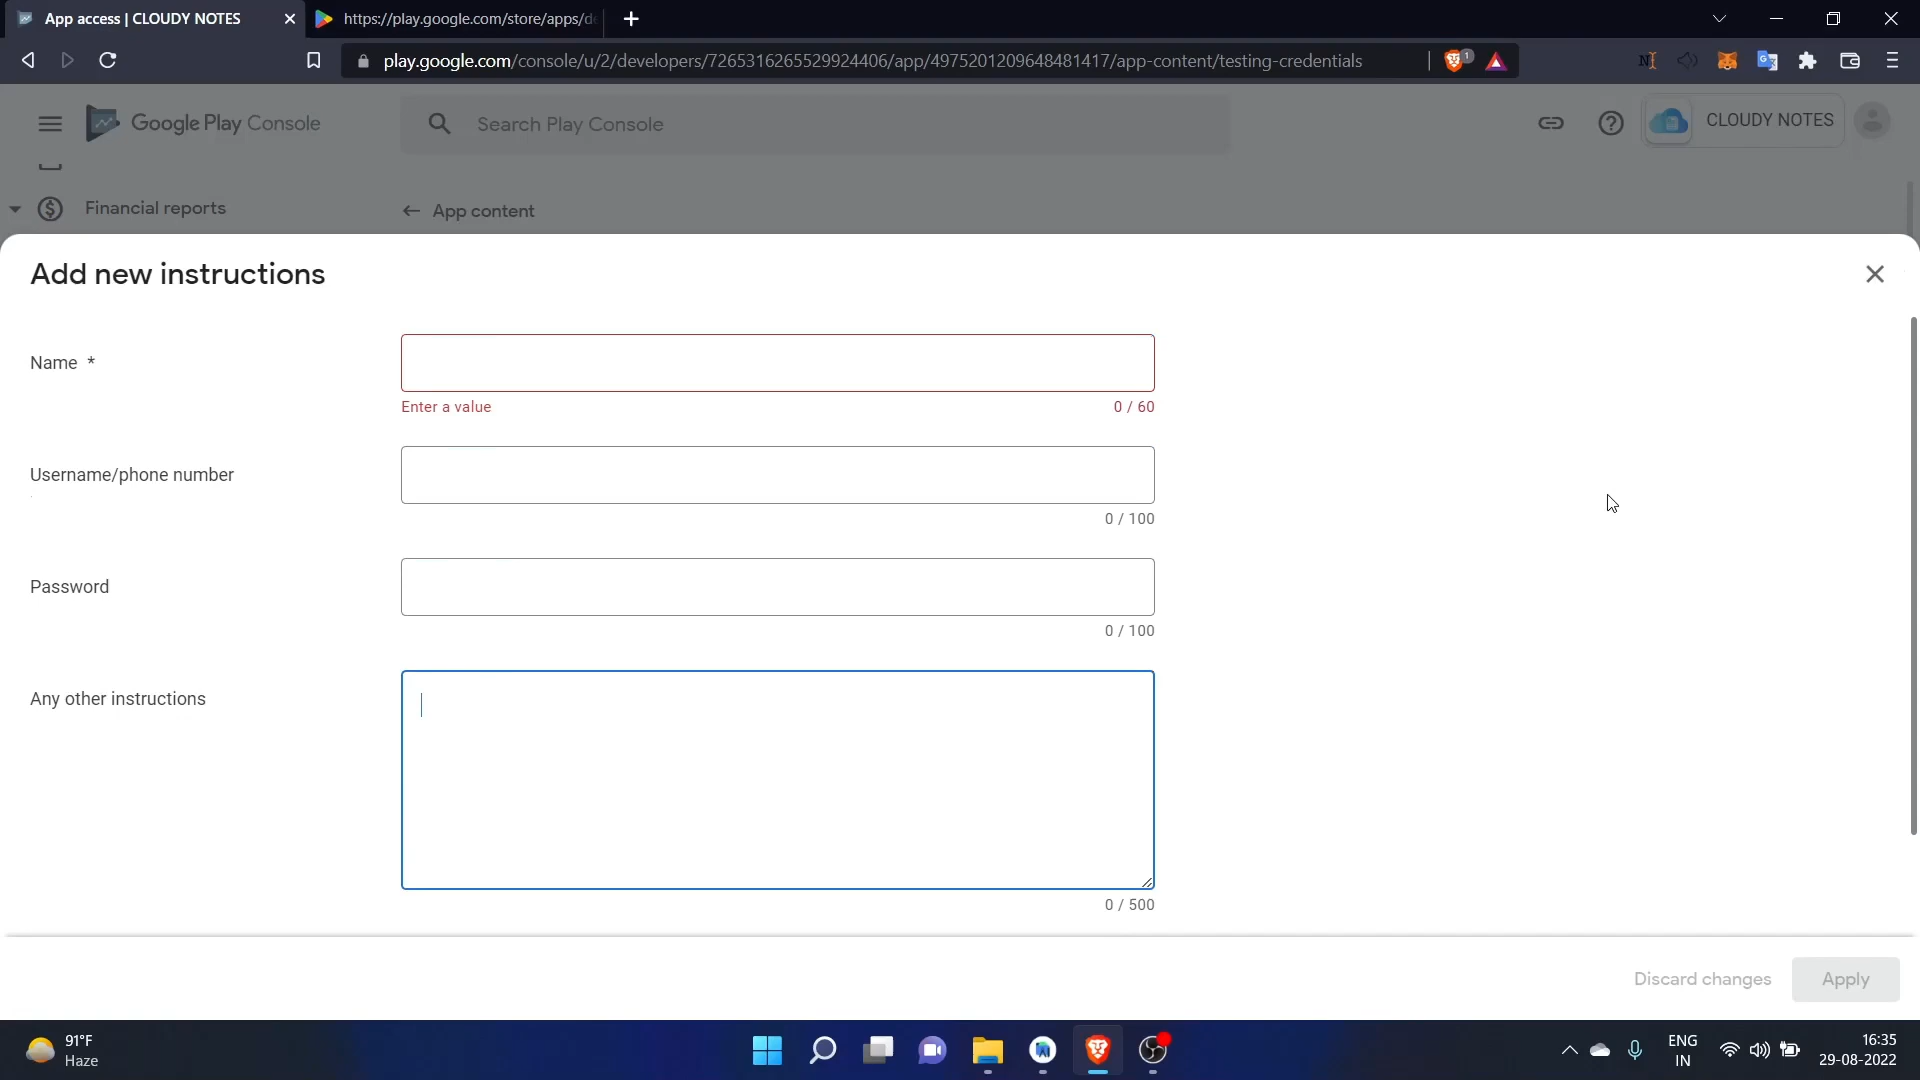 App access | CLOUDY NOTES
https://play.google.com/store/apps/de
play.google.com/console/u/2/developers/7265316265529924406/app/4975201209648481417/app-content/testing-credentials
1
Google Play Console
Search Play Console
CLOUDY NOTES
Financial reports
App content
Add new instructions
Name *
Enter a value
0 / 60
Username/phone number
0 / 100
Password
0 / 100
Any other instructions
0 / 500
Discard changes
Apply
91°F
Haze
ENG
IN
16:35
29-08-2022